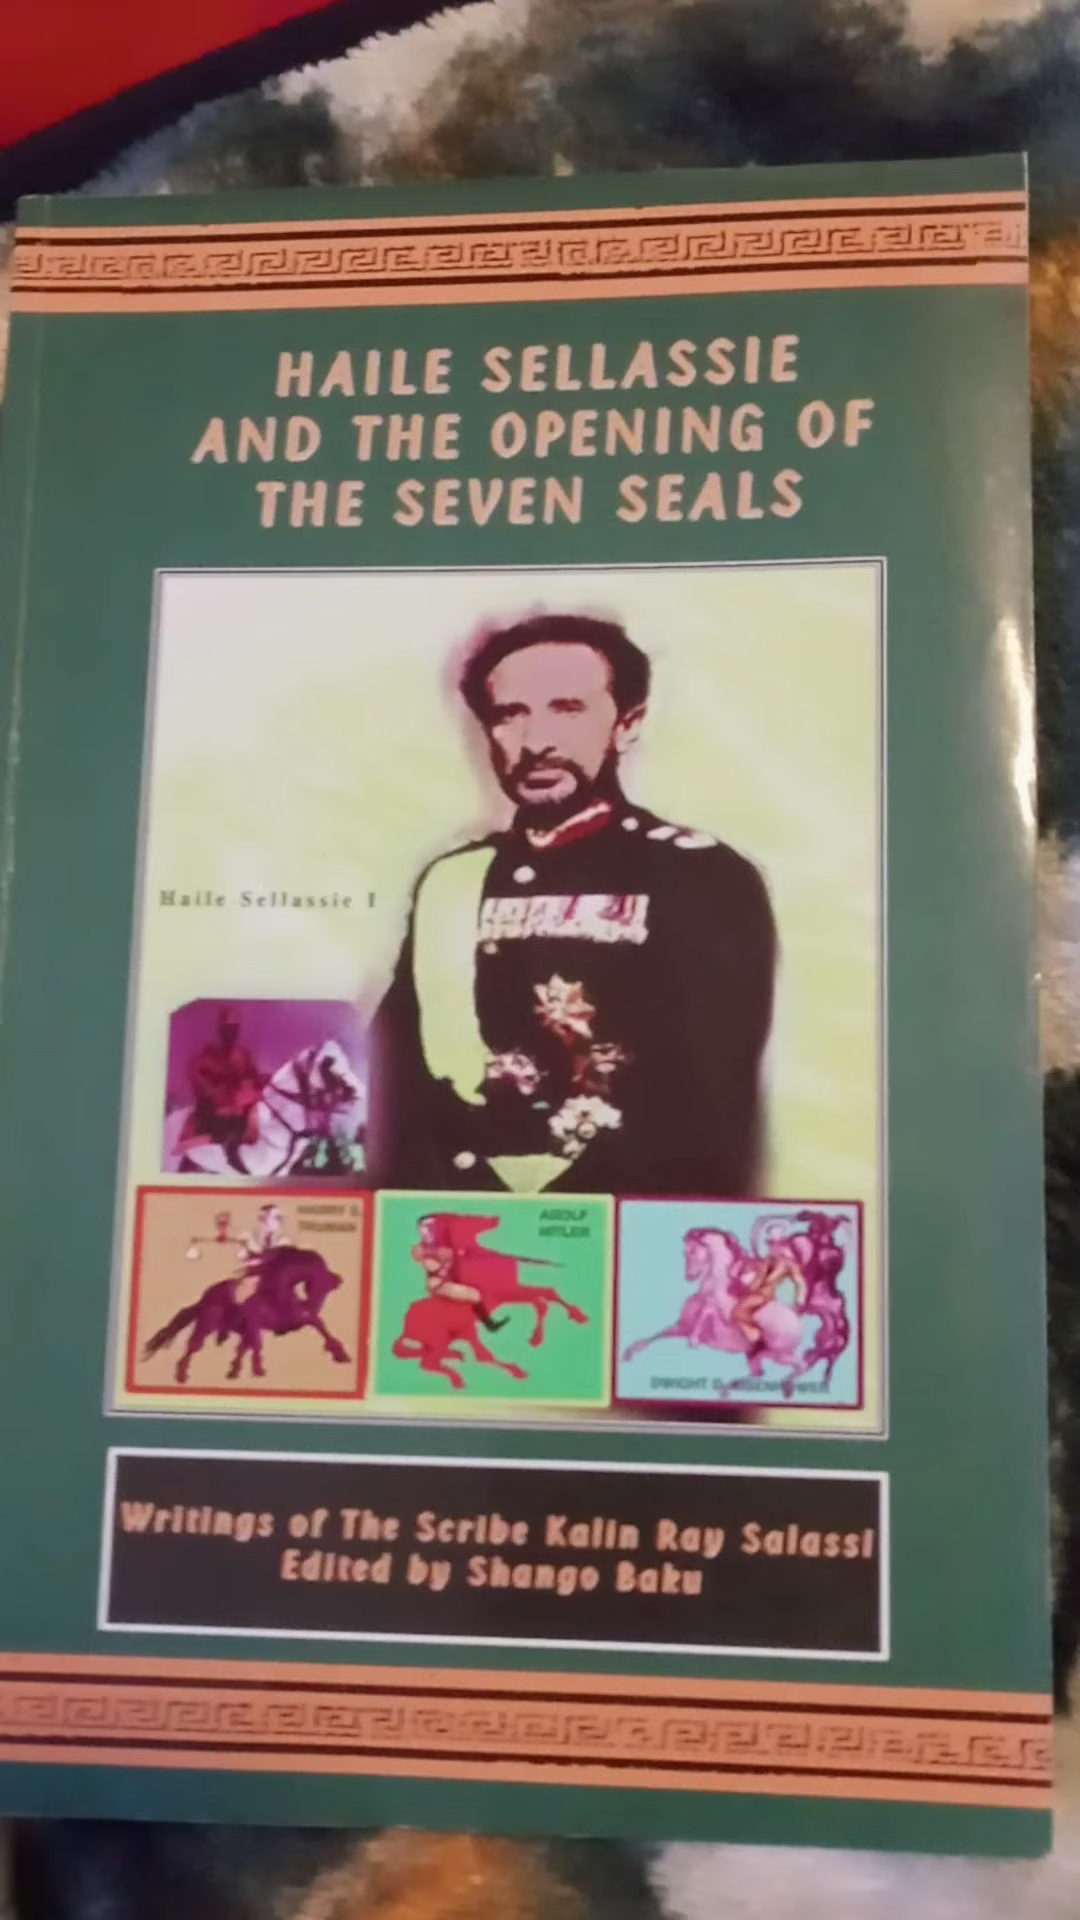 HAILE SELLASSIE
AND THE OPENING OF
THE SEVEN SEALS
Haile Sellassie I
HARRY S.
TRUMAN
ADOLF
HITLER
DWIGHT D. EISENHOWER
Writings of The Scribe Kalin Ray Salassi
Edited by Shango Baku